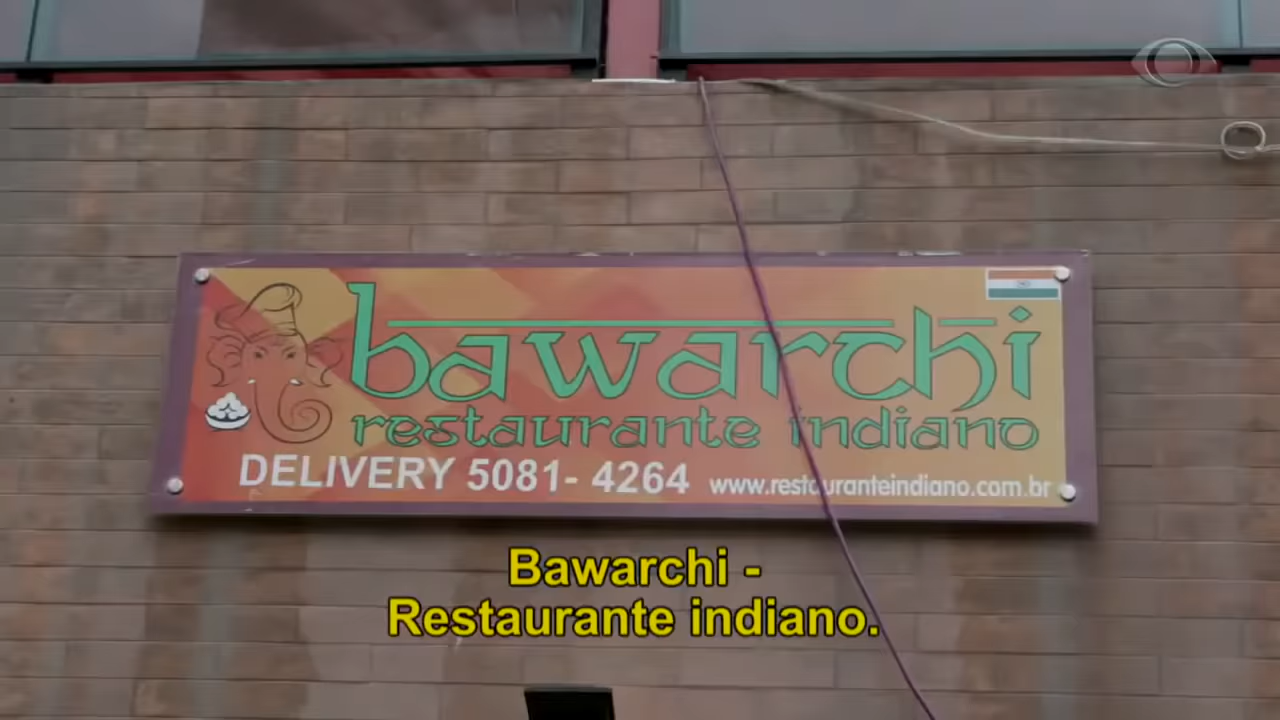 bawarchi
restaurante indiano
DELIVERY 5081- 4264 www.restauranteindiano.com.br
Bawarchi -
Restaurante indiano.